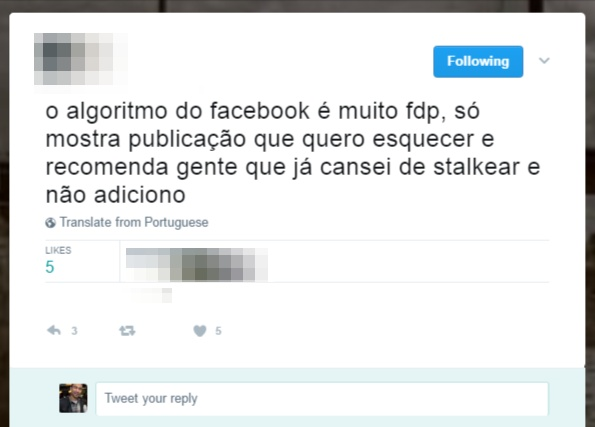 Following
o algoritmo do facebook é muito fdp, só
mostra publicação que quero esquecer e
recomenda gente que já cansei de stalkear e
não adiciono
Translate from Portuguese
LIKES
5
3
5
Tweet your reply